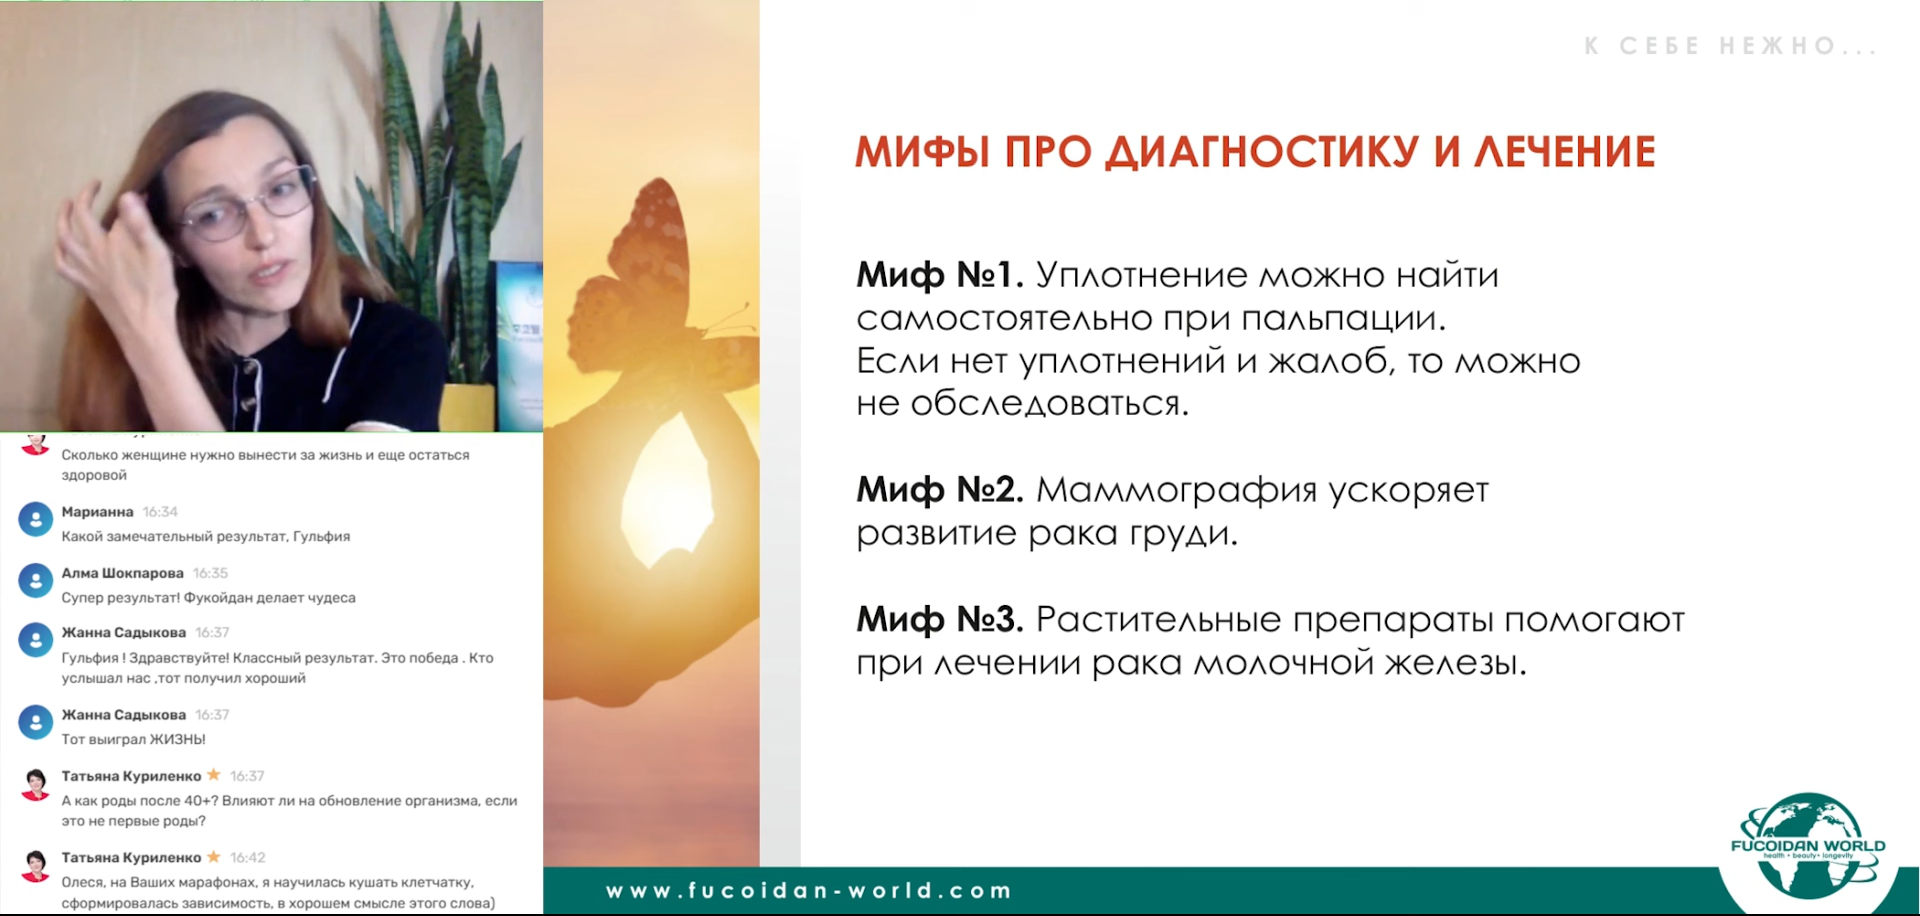 К СЕБЕ НЕЖНО...
МИФЫ ПРО ДИАГНОСТИКУ И ЛЕЧЕНИЕ
Миф №1. Уплотнение можно найти
самостоятельно при пальпации.
Если нет уплотнений и жалоб, то можно
не обследоваться.
Миф №2. Маммография ускоряет
развитие рака груди.
Миф №3. Растительные препараты помогают
при лечении рака молочной железы.
Сколько женщине нужно вынести за жизнь и еще остаться
здоровой
Марианна 16:34
Какой замечательный результат, Гульфия
Алма Шокпарова 16:35
Супер результат! Фукойдан делает чудеса
Жанна Садыкова 16:37
Гульфия ! Здравствуйте! Классный результат. Это победа . Кто
услышал нас ,тот получил хороший
Жанна Садыкова 16:37
Тот выиграл ЖИЗНЬ!
Татьяна Куриленко 16:37
А как роды после 40+? Влияют ли на обновление организма, если
это не первые роды?
Татьяна Куриленко 16:42
Олеся, на Ваших марафонах, я научилась кушать клетчатку,
сформировалась зависимость, в хорошем смысле этого слова)
www.fucoidan-world.com
FUCOIDAN WORLD
health • beauty • longevity